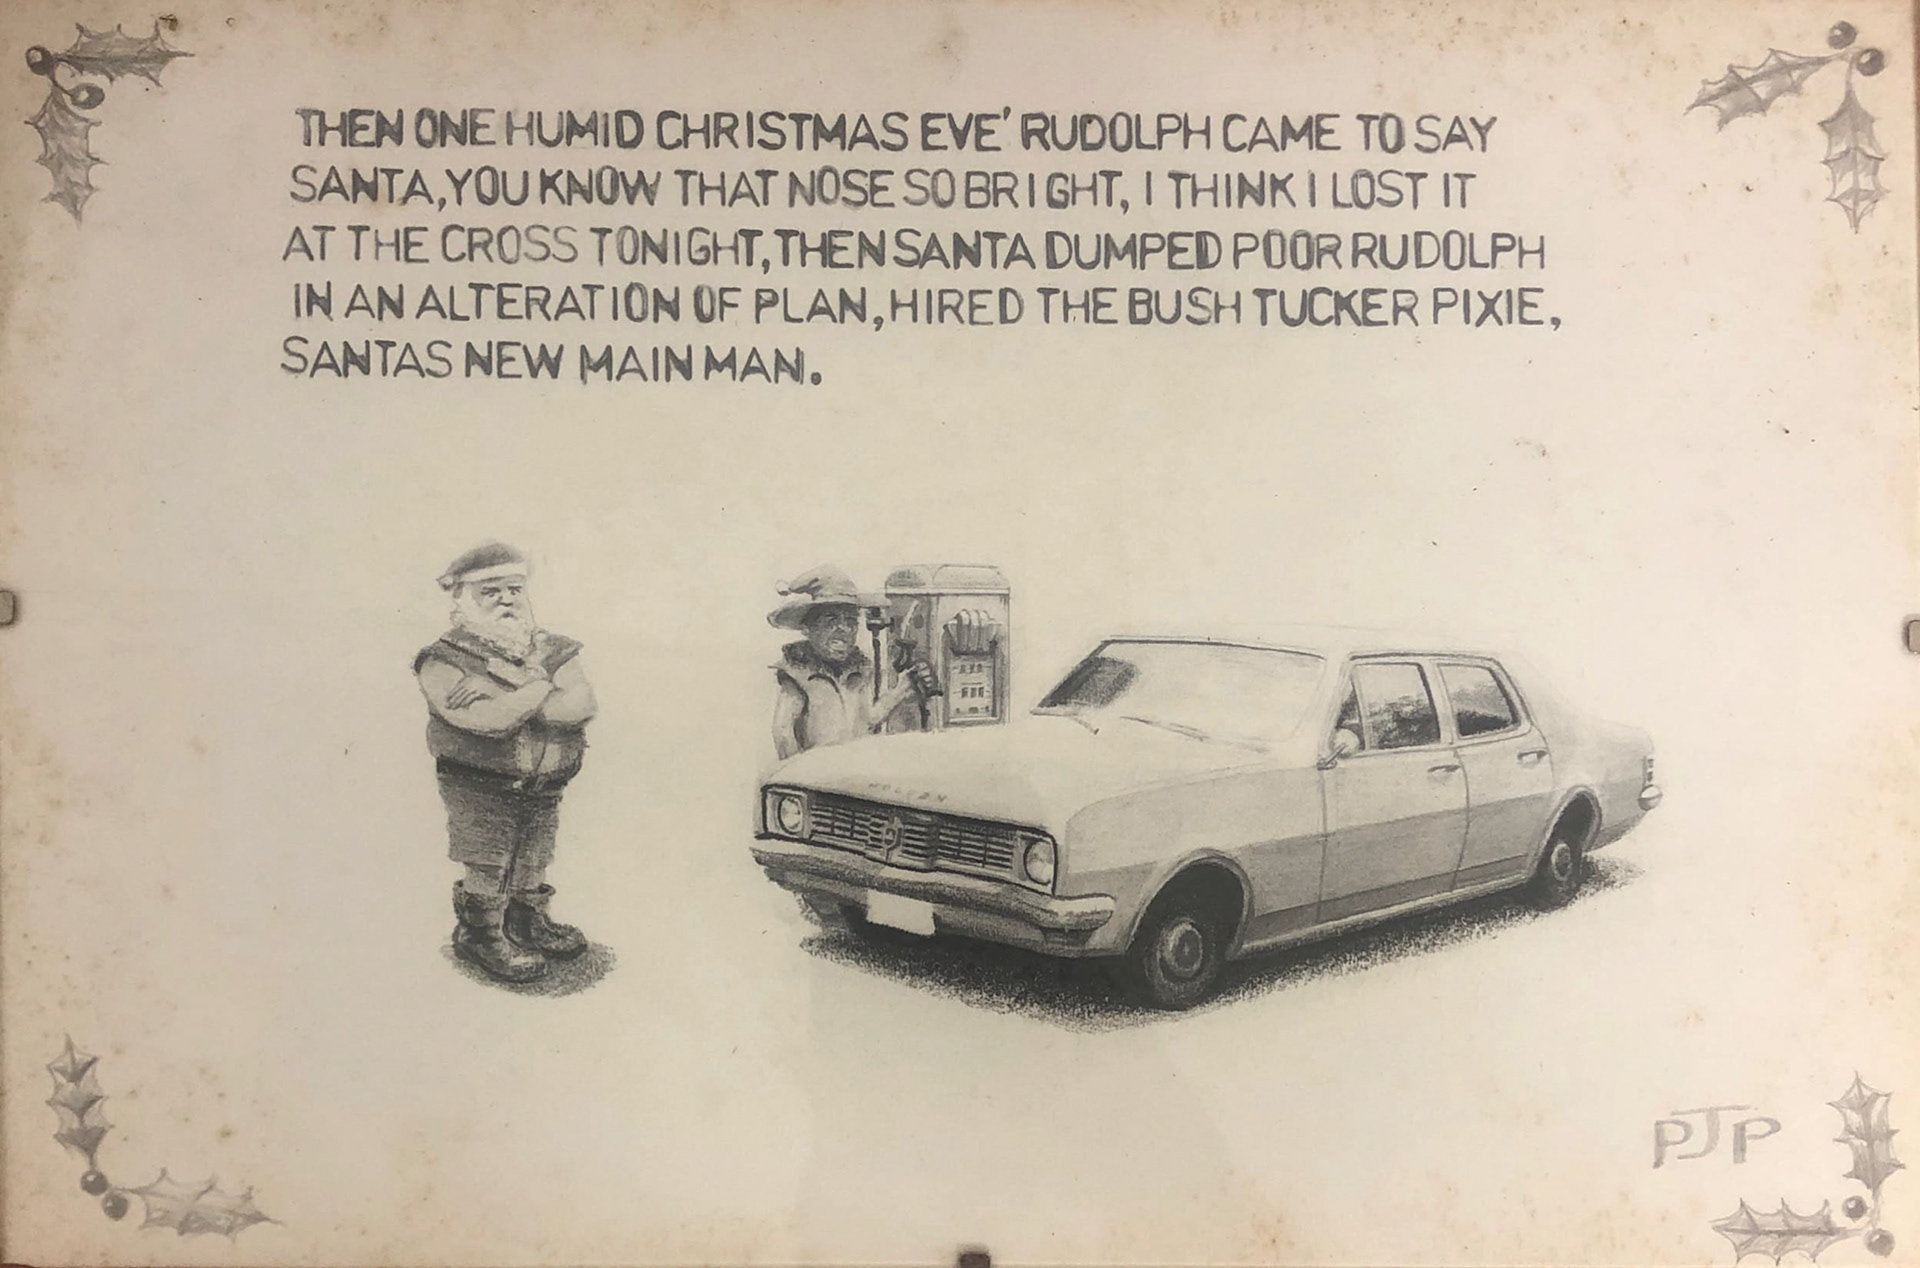 THEN ONE HUMID CHRISTMAS EVE' RUDOLPH CAME TO SAY
SANTA, YOU KNOW THAT NOSE SO BRIGHT, I THINK I LOST IT
AT THE CROSS TONIGHT, THEN SANTA DUMPED POOR RUDOLPH
IN AN ALTERATION OF PLAN, HIRED THE BUSH TUCKER PIXIE,
SANTAS NEW MAIN MAN.
HOLDEN
PJP